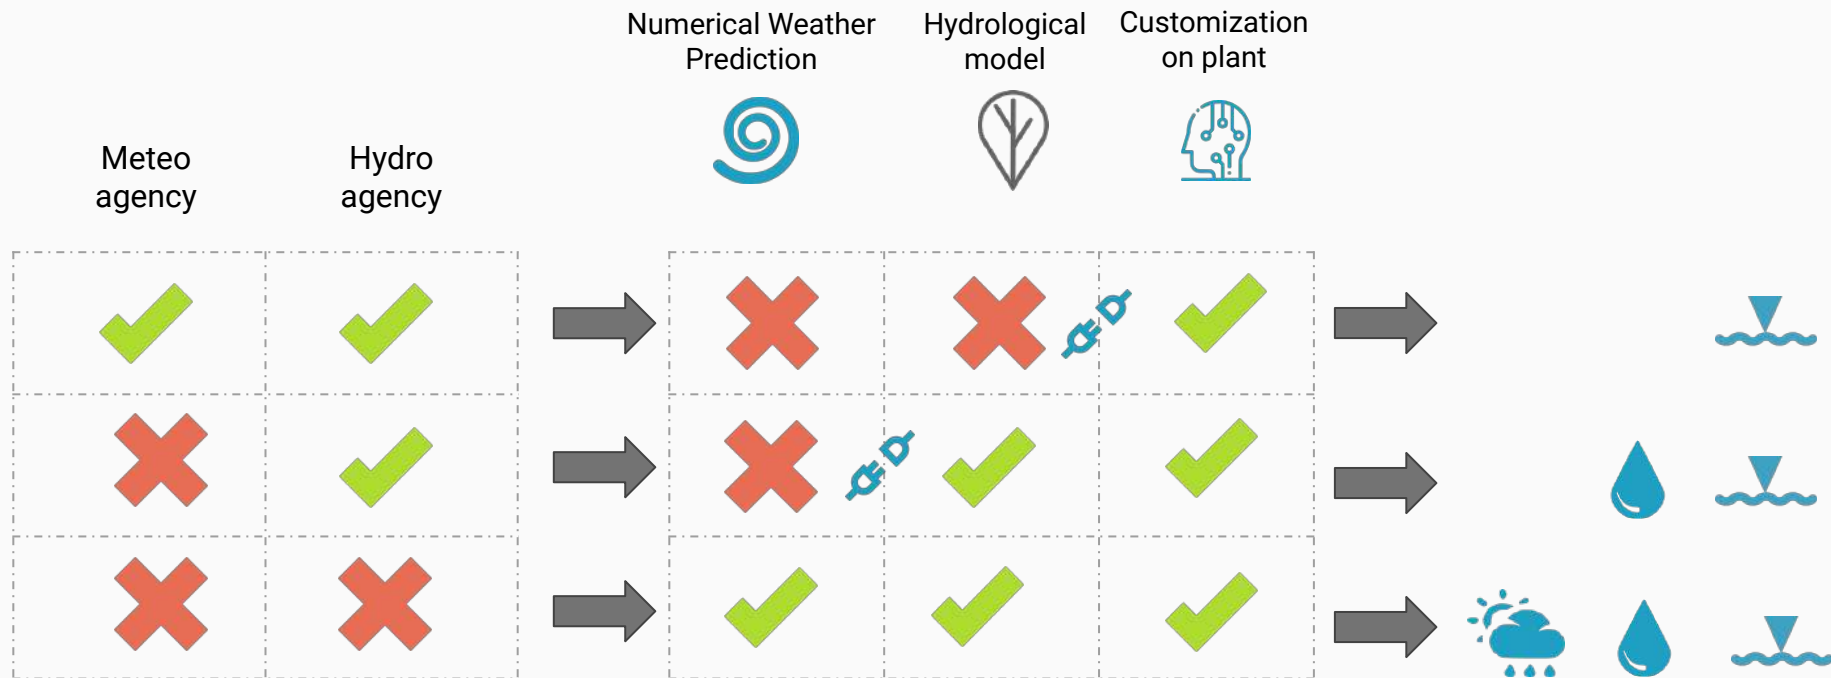 Numerical Weather
Prediction
Hydrological
model
Customization
on plant
Meteo
agency
Hydro
agency